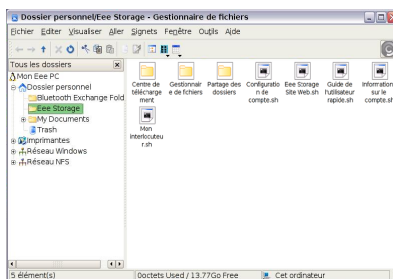 Dossier personnel/Eee Storage - Gestionnaire de fichiers
Fichier Editer Visualiser Aller Signets Fenêtre Outils Aide
Tous les dossiers
Mon Eee PC
Dossier personnel
Bluetooth Exchange Fold
Eee Storage
My Documents
Trash
Imprimantes
Réseau Windows
Réseau NFS
Centre de
télécharge
ment
Gestionnair
e de fichiers
Partage des
dossiers
Configuratio
n de
compte.sh
Eee Storage
Site Web.sh
Guide de
l'utilisateur
rapide.sh
Information
sur le
compte.sh
Mon
interlocuteu
r.sh
5 élément(s)
0octets Used / 13.77Go Free
Cet ordinateur